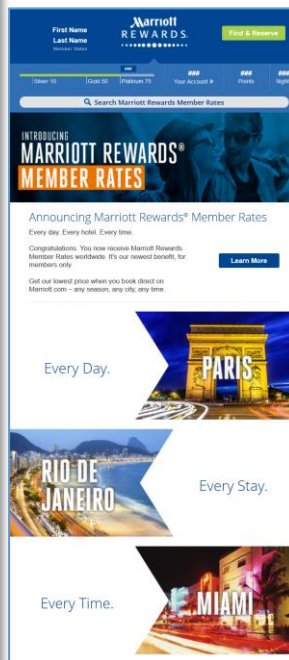 First Name
Last Name
Member Status
Marriott
REWARDS.
Find & Reserve
###
Silver 10
Gold 50
Platinum 75
###
Your Account
###
Points
###
Nights
Search Marriott Rewards Member Rates
INTRODUCING
MARRIOTT REWARDS®
MEMBER RATES
Announcing Marriott Rewards® Member Rates
Every day. Every hotel. Every time.
Congratulations. You now receive Marriott Rewards
Member Rates worldwide. It's our newest benefit, for
members only.
Learn More
Get our lowest price when you book direct on
Marriott.com – any season, any city, any time.
Every Day.
PARIS
RIO DE
JANEIRO
Every Stay.
Every Time.
MIAMI